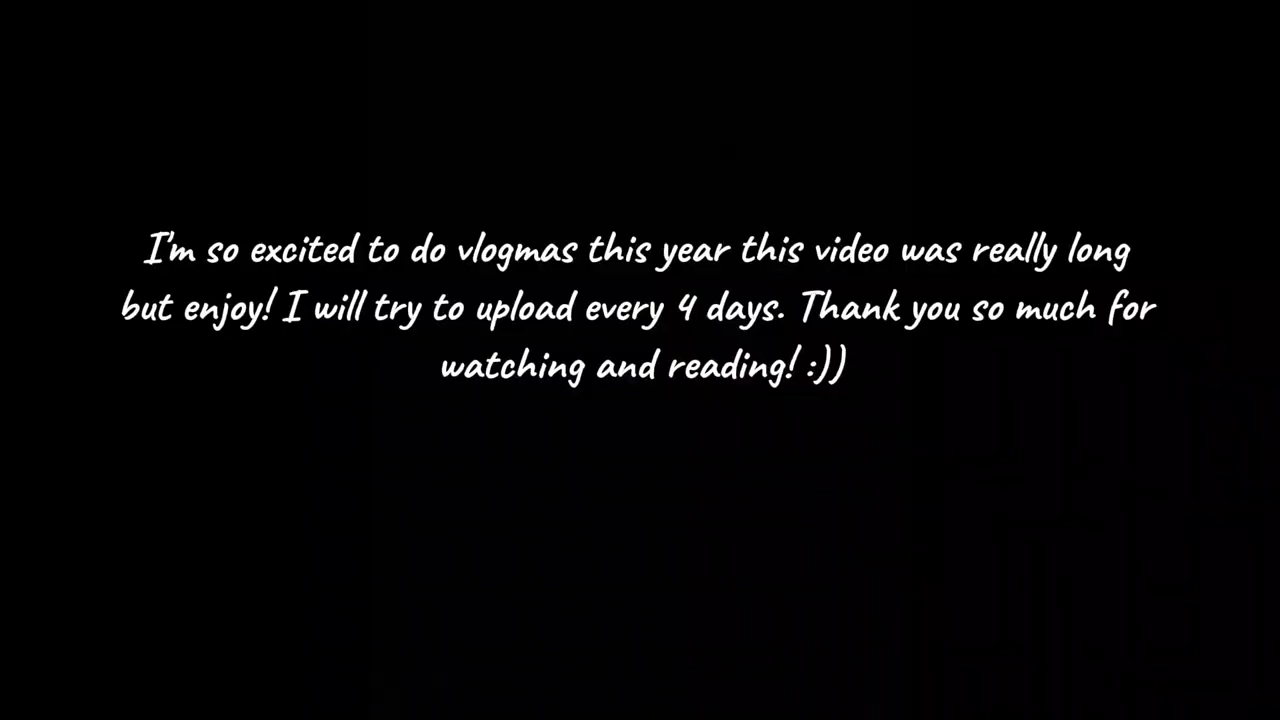 I'm so excited to do vlogmas this year this video was really long
but enjoy! I will try to upload every 4 days. Thank you so much for
watching and reading! :))